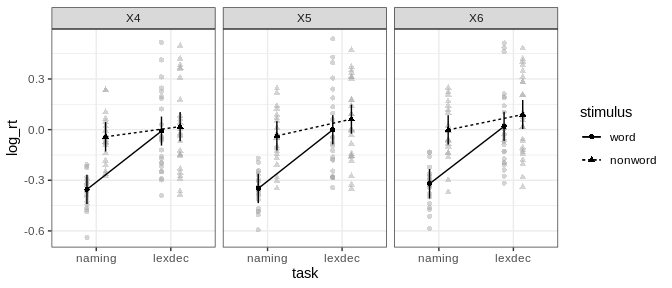 X4 X5 X6
0.3
0.0
-0.3
-0.6
log_rt
naming lexdec naming lexdec naming lexdec
task
stimulus
word
nonword